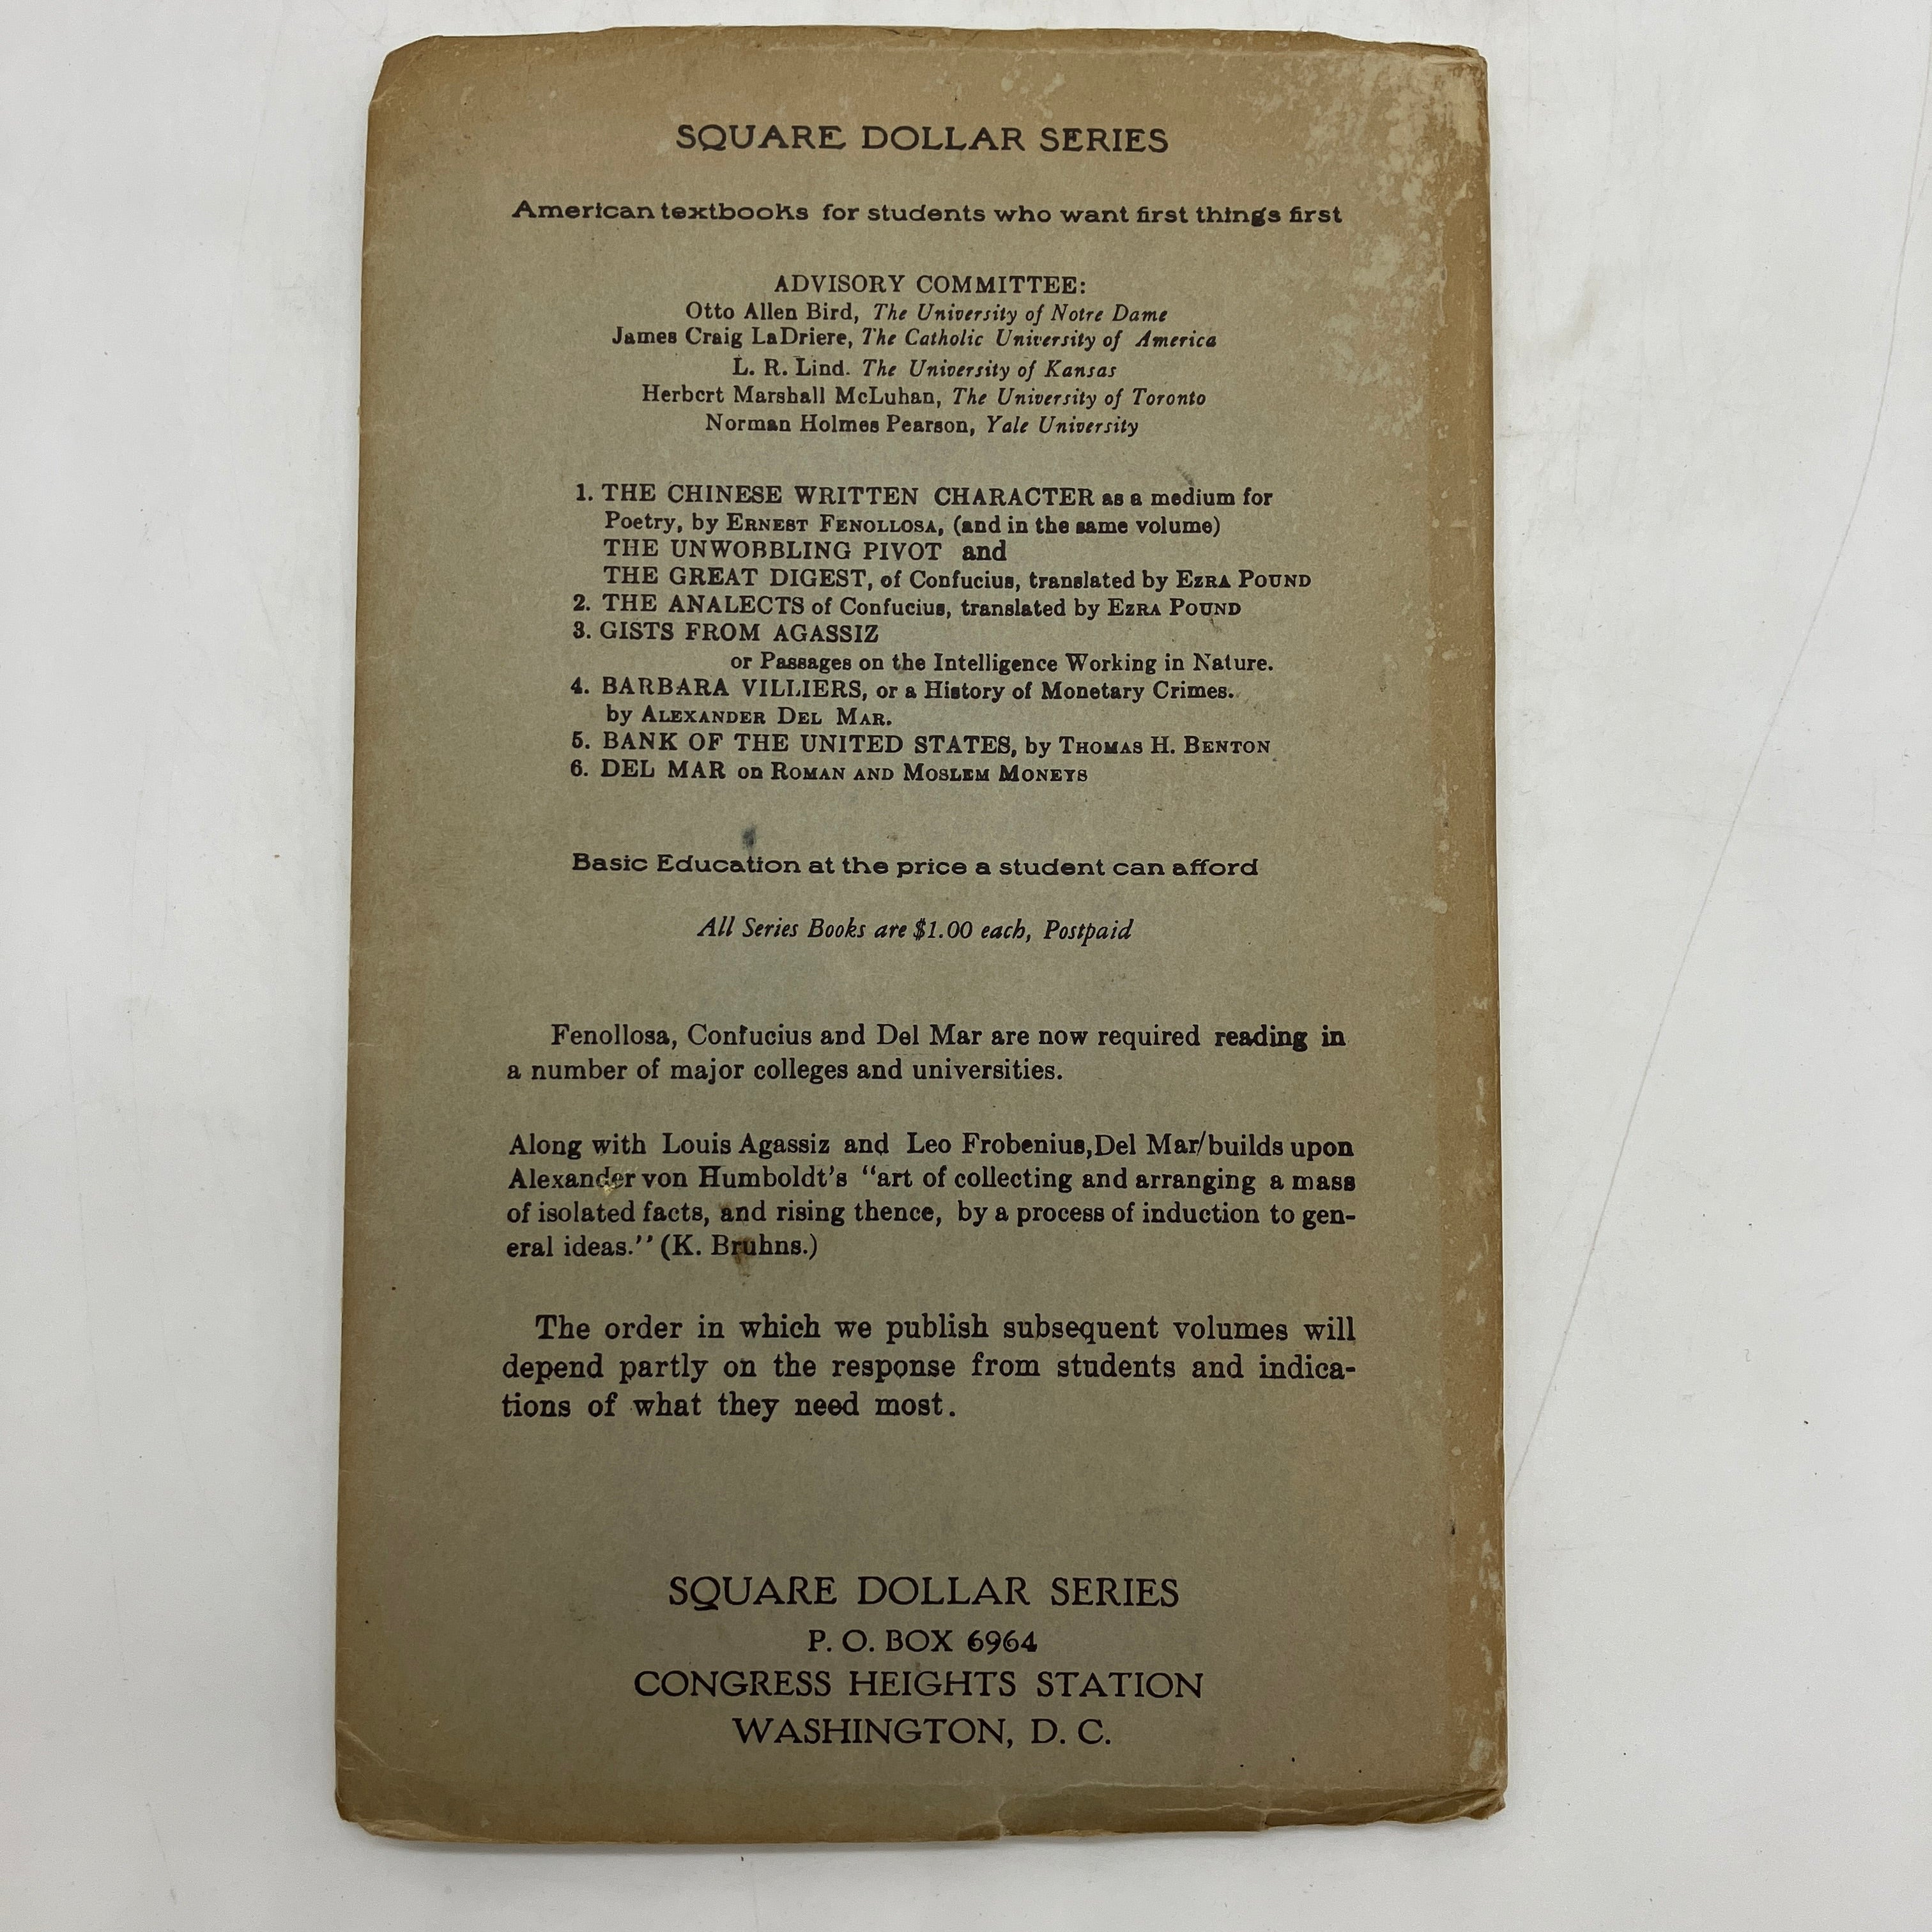 SQUARE DOLLAR SERIES
American textbooks for students who want first things first
ADVISORY COMMITTEE:
Otto Allen Bird, The University of Notre Dame
James Craig LaDriere, The Catholic University of America
L. R. Lind. The University of Kansas
Herbert Marshall McLuhan, The University of Toronto
Norman Holmes Pearson, Yale University
1. THE CHINESE WRITTEN CHARACTER as a medium for
Poetry, by ERNEST FENOLLOSA, (and in the same volume)
THE UNWOBBLING PIVOT and
THE GREAT DIGEST, of Confucius, translated by EZRA POUND
2. THE ANALECTS of Confucius, translated by EZRA POUND
3. GISTS FROM AGASSIZ
or Passages on the Intelligence Working in Nature.
4. BARBARA VILLIERS, or a History of Monetary Crimes.
by ALEXANDER DEL MAR.
5. BANK OF THE UNITED STATES, by THOMAS H. BENTON
6. DEL MAR on ROMAN AND MOSLEM MONEYS
Basic Education at the price a student can afford
All Series Books are $1.00 each, Postpaid
Fenollosa, Confucius and Del Mar are now required reading in
a number of major colleges and universities.
Along with Louis Agassiz and Leo Frobenius,Del Mar/builds upon
Alexander von Humboldt's "art of collecting and arranging a mass
of isolated facts, and rising thence, by a process of induction to gen-
eral ideas." (K. Bruhns.)
The order in which we publish subsequent volumes will
depend partly on the response from students and indica-
tions of what they need most.
SQUARE DOLLAR SERIES
P. O. BOX 6964
CONGRESS HEIGHTS STATION
WASHINGTON, D. C.